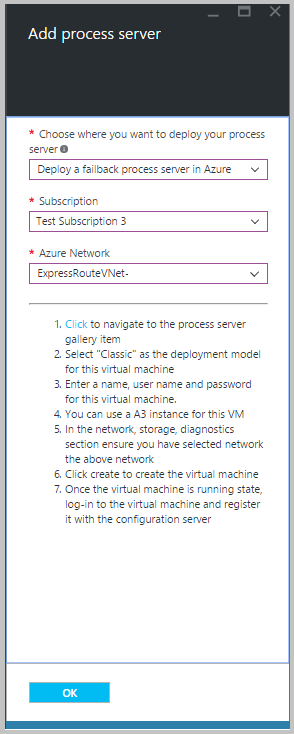 Add process server
* Choose where you want to deploy your process
server
Deploy a failback process server in Azure
* Subscription
Test Subscription 3
* Azure Network
ExpressRouteVNet-
1. Click to navigate to the process server
gallery item
2. Select "Classic" as the deployment model
for this virtual machine
3. Enter a name, user name and password
for this virtual machine.
4. You can use a A3 instance for this VM
5. In the network, storage, diagnostics
section ensure you have selected network
the above network
6. Click create to create the virtual machine
7. Once the virtual machine is running state,
log-in to the virtual machine and register
it with the configuration server
OK